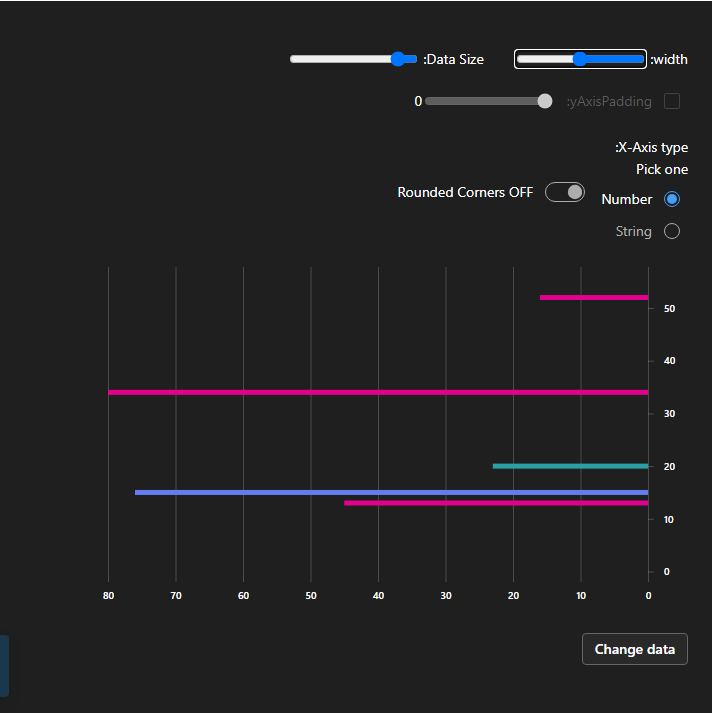 :width
:Data Size
:yAxisPadding
0
:X-Axis type
Pick one
Number
Rounded Corners OFF
String
50
40
30
20
10
0
80 70 60 50 40 30 20 10 0
Change data